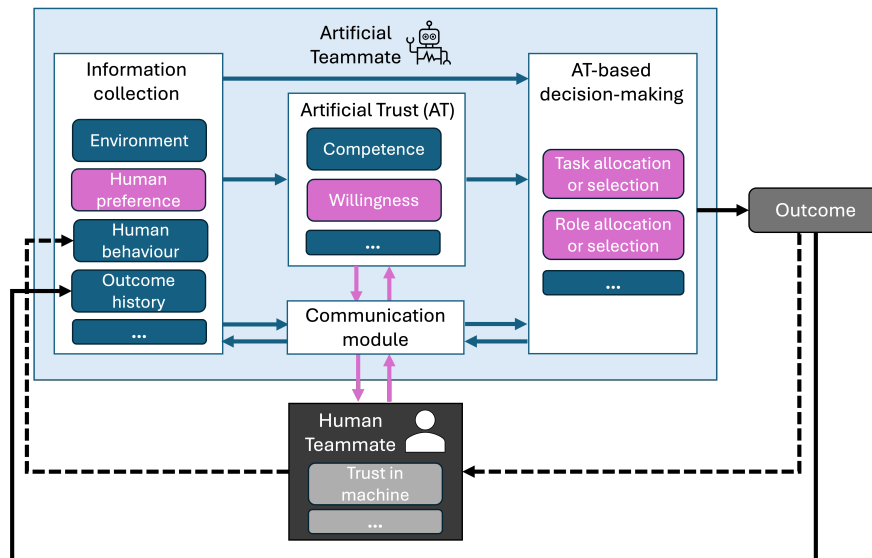 Artificial
Teammate
Information
collection
Environment
Human
preference
Human
behaviour
Outcome
history
...
Artificial Trust (AT)
Competence
Willingness
...
Communication
module
AT-based
decision-making
Task allocation
or selection
Role allocation
or selection
...
Outcome
Human
Teammate
Trust in
machine
...